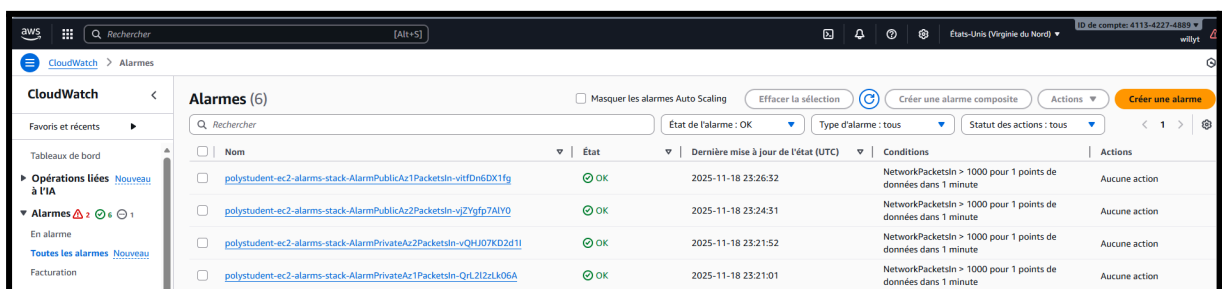 aws Rechercher [Alt+S] États-Unis (Virginie du Nord) ▼ ID de compte: 4113-4227-4889 ▼
willyt
CloudWatch > Alarmes
CloudWatch
Favoris et récents
Tableaux de bord
Opérations liées à l'IA Nouveau
Alarmes 2 6 1
En alarme
Toutes les alarmes Nouveau
Facturation
Alarmes (6) Masquer les alarmes Auto Scaling Effacer la sélection Créer une alarme composite Actions ▼ Créer une alarme
Rechercher État de l'alarme : OK Type d'alarme : tous Statut des actions : tous < 1 >
Nom État Dernière mise à jour de l'état (UTC) Conditions Actions
polystudent-ec2-alarms-stack-AlarmPublicAz1PacketsIn-vitfDn6DX1fg OK 2025-11-18 23:26:32 NetworkPacketsIn > 1000 pour 1 points de données dans 1 minute Aucune action
polystudent-ec2-alarms-stack-AlarmPublicAz2PacketsIn-vjZYgfp7AIY0 OK 2025-11-18 23:24:31 NetworkPacketsIn > 1000 pour 1 points de données dans 1 minute Aucune action
polystudent-ec2-alarms-stack-AlarmPrivateAz2PacketsIn-vQHJ07KD2d1I OK 2025-11-18 23:21:52 NetworkPacketsIn > 1000 pour 1 points de données dans 1 minute Aucune action
polystudent-ec2-alarms-stack-AlarmPrivateAz1PacketsIn-QrL2l2zLk06A OK 2025-11-18 23:21:01 NetworkPacketsIn > 1000 pour 1 points de données dans 1 minute Aucune action